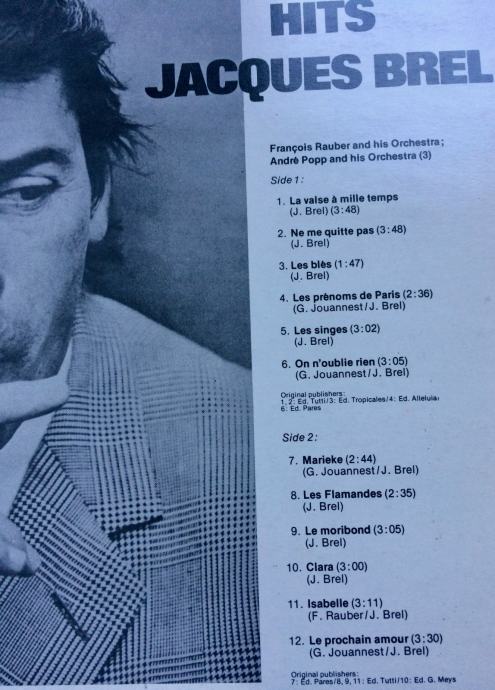 HITS
JACQUES BREL
François Rauber and his Orchestra;
André Popp and his Orchestra (3)
Side 1:
1. La valse à mille temps
(J. Brel) (3:48)
2. Ne me quitte pas (3:48)
(J. Brel)
3. Les blés (1:47)
(J. Brel)
4. Les prènoms de Paris (2:36)
(G. Jouannest/J. Brel)
5. Les singes (3:02)
(J. Brel)
6. On n'oublie rien (3:05)
(G. Jouannest/J. Brel)
Original publishers:
1, 2: Ed. Tutti/3: Ed. Tropicales/4: Ed. Alleluia/
6: Ed. Pares
Side 2:
7. Marieke (2:44)
(G. Jouannest/J. Brel)
8. Les Flamandes (2:35)
(J. Brel)
9. Le moribond (3:05)
(J. Brel)
10. Clara (3:00)
(J. Brel)
11. Isabelle (3:11)
(F. Rauber/J. Brel)
12. Le prochain amour (3:30)
(G. Jouannest/J. Brel)
Original publishers:
7: Ed. Pares/8, 9, 11: Ed. Tutti/10: Ed. G. Meys